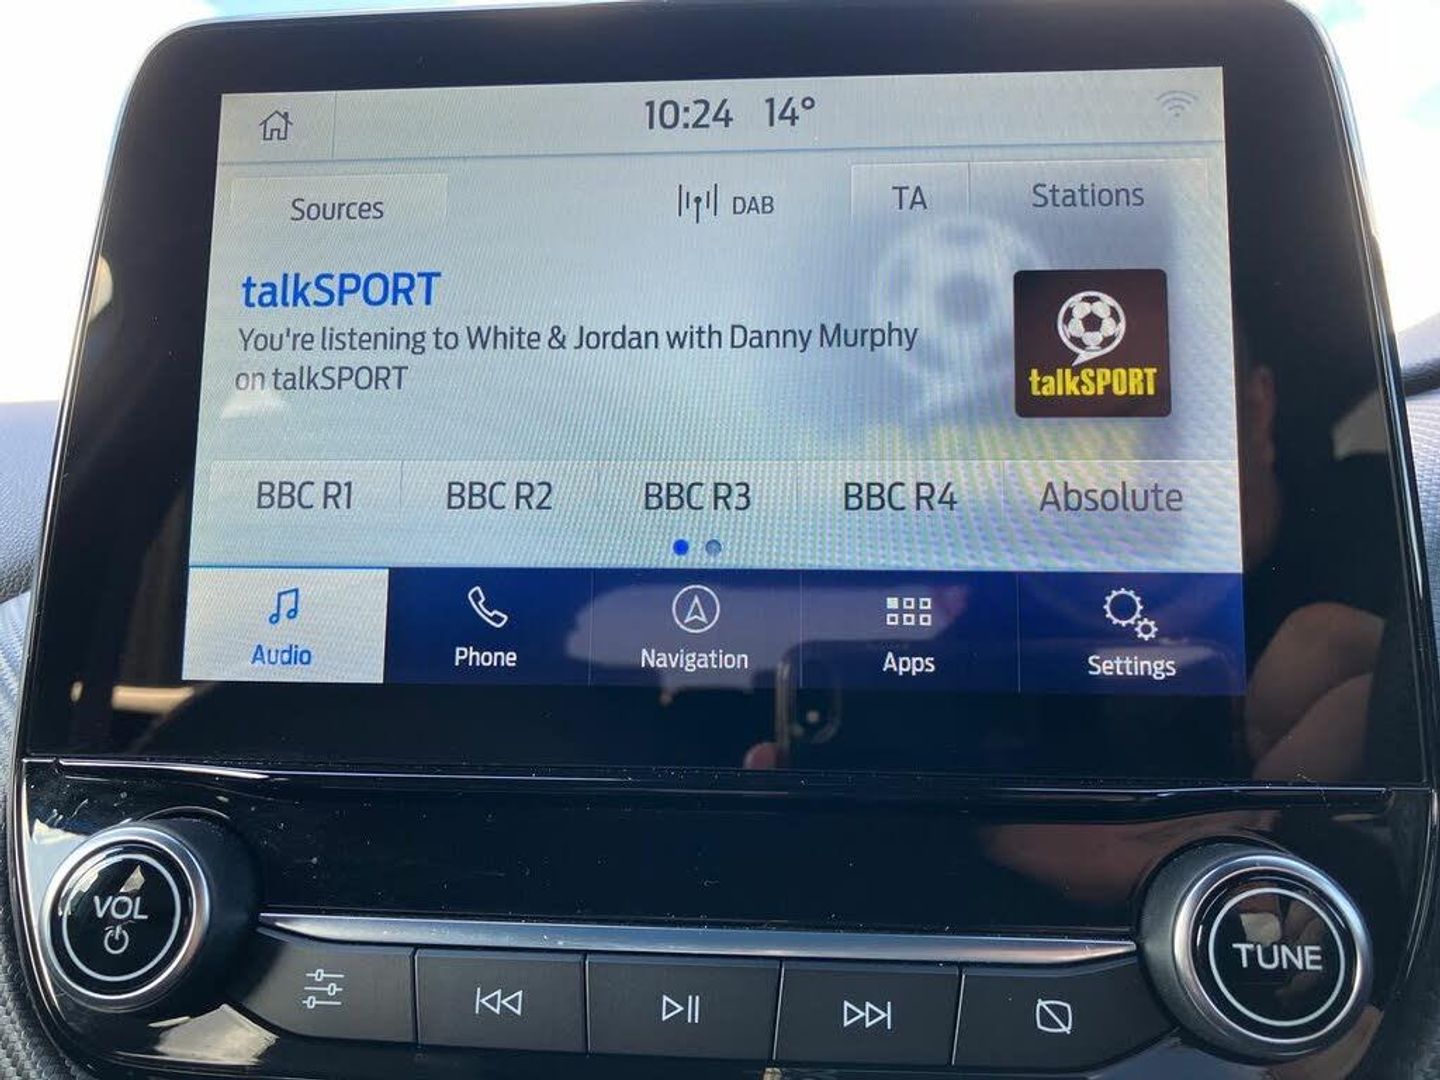 10:24 14°
Sources
DAB
TA
Stations
talkSPORT
You're listening to White & Jordan with Danny Murphy
on talkSPORT
talkSPORT
BBC R1
BBC R2
BBC R3
BBC R4
Absolute
Audio
Phone
Navigation
Apps
Settings
VOL
TUNE